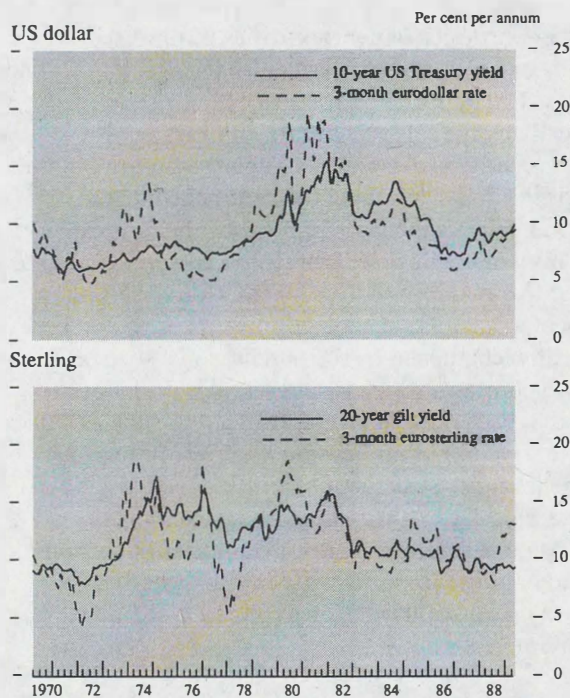 Per cent per annum
US dollar
25
10-year US Treasury yield
3-month eurodollar rate
20
15
10
5
0
Sterling
25
20-year gilt yield
3-month eurosterling rate
20
15
10
5
0
1970 72 74 76 78 80 82 84 86 88